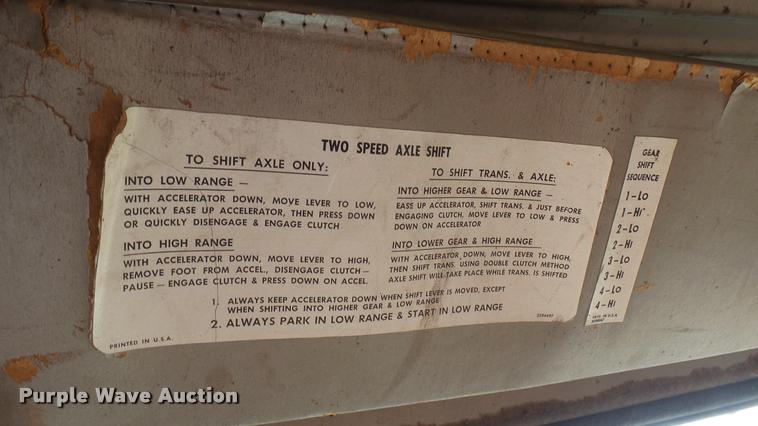 TWO SPEED AXLE SHIFT
TO SHIFT AXLE ONLY:
INTO LOW RANGE —
WITH ACCELERATOR DOWN, MOVE LEVER TO LOW,
QUICKLY EASE UP ACCELERATOR, THEN PRESS DOWN
OR QUICKLY DISENGAGE & ENGAGE CLUTCH
INTO HIGH RANGE
WITH ACCELERATOR DOWN, MOVE LEVER TO HIGH,
REMOVE FOOT FROM ACCEL., DISENGAGE CLUTCH —
PAUSE — ENGAGE CLUTCH & PRESS DOWN ON ACCEL.
TO SHIFT TRANS. & AXLE:
INTO HIGHER GEAR & LOW RANGE —
EASE UP ACCELERATOR, SHIFT TRANS. & JUST BEFORE
ENGAGING CLUTCH, MOVE LEVER TO LOW & PRESS
DOWN ON ACCELERATOR
INTO LOWER GEAR & HIGH RANGE
WITH ACCELERATOR DOWN, MOVE LEVER TO HIGH,
THEN SHIFT TRANS. USING DOUBLE CLUTCH METHOD
AXLE SHIFT WILL TAKE PLACE WHILE TRANS. IS SHIFTED
1. ALWAYS KEEP ACCELERATOR DOWN WHEN SHIFT LEVER IS MOVED, EXCEPT
WHEN SHIFTING INTO HIGHER GEAR & LOW RANGE
2. ALWAYS PARK IN LOW RANGE & START IN LOW RANGE
PRINTED IN U.S.A.
GEAR
SHIFT
SEQUENCE
1-LO
1-HI
2-LO
2-HI
3-LO
3-HI
4-LO
4-HI
IN U.S.A.
Purple Wave Auction